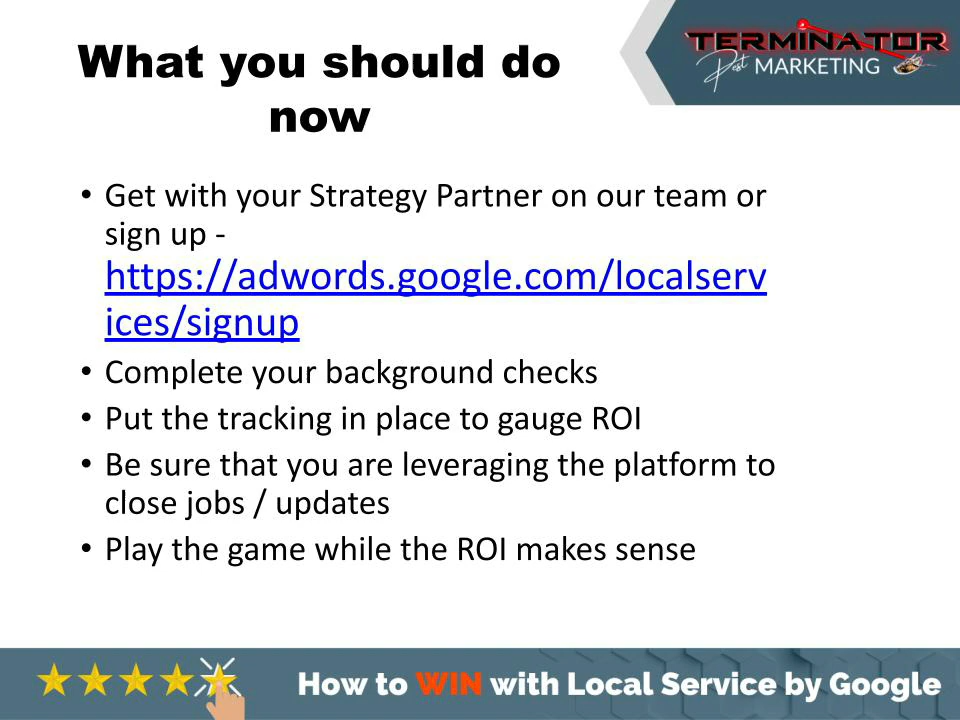 What you should do
now
TERMINATOR
Pest MARKETING
• Get with your Strategy Partner on our team or
sign up -
https://adwords.google.com/localserv
ices/signup
• Complete your background checks
• Put the tracking in place to gauge ROI
• Be sure that you are leveraging the platform to
close jobs / updates
• Play the game while the ROI makes sense
How to WIN with Local Service by Google